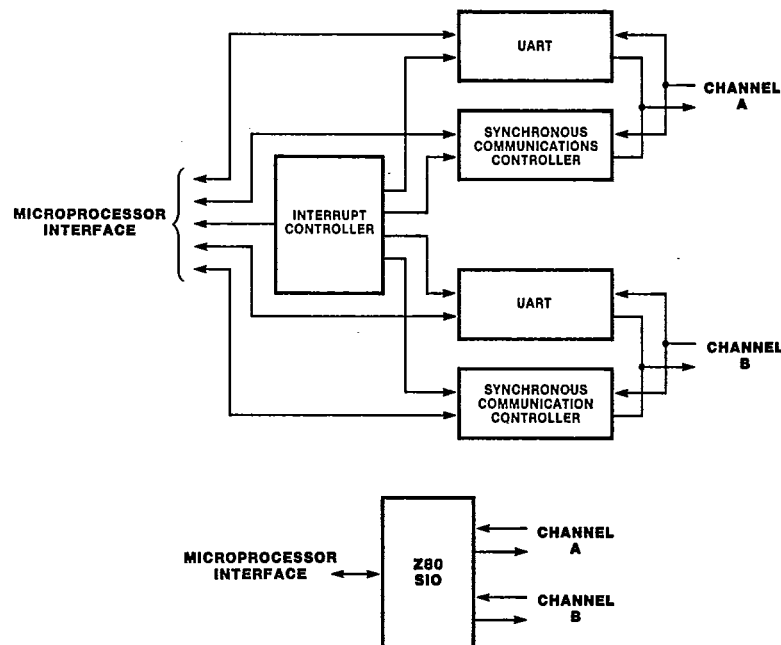 UART
CHANNEL
A
SYNCHRONOUS
COMMUNICATIONS
CONTROLLER
MICROPROCESSOR
INTERFACE
INTERRUPT
CONTROLLER
UART
CHANNEL
B
SYNCHRONOUS
COMMUNICATION
CONTROLLER
MICROPROCESSOR
INTERFACE
Z80
SIO
CHANNEL
A
CHANNEL
B